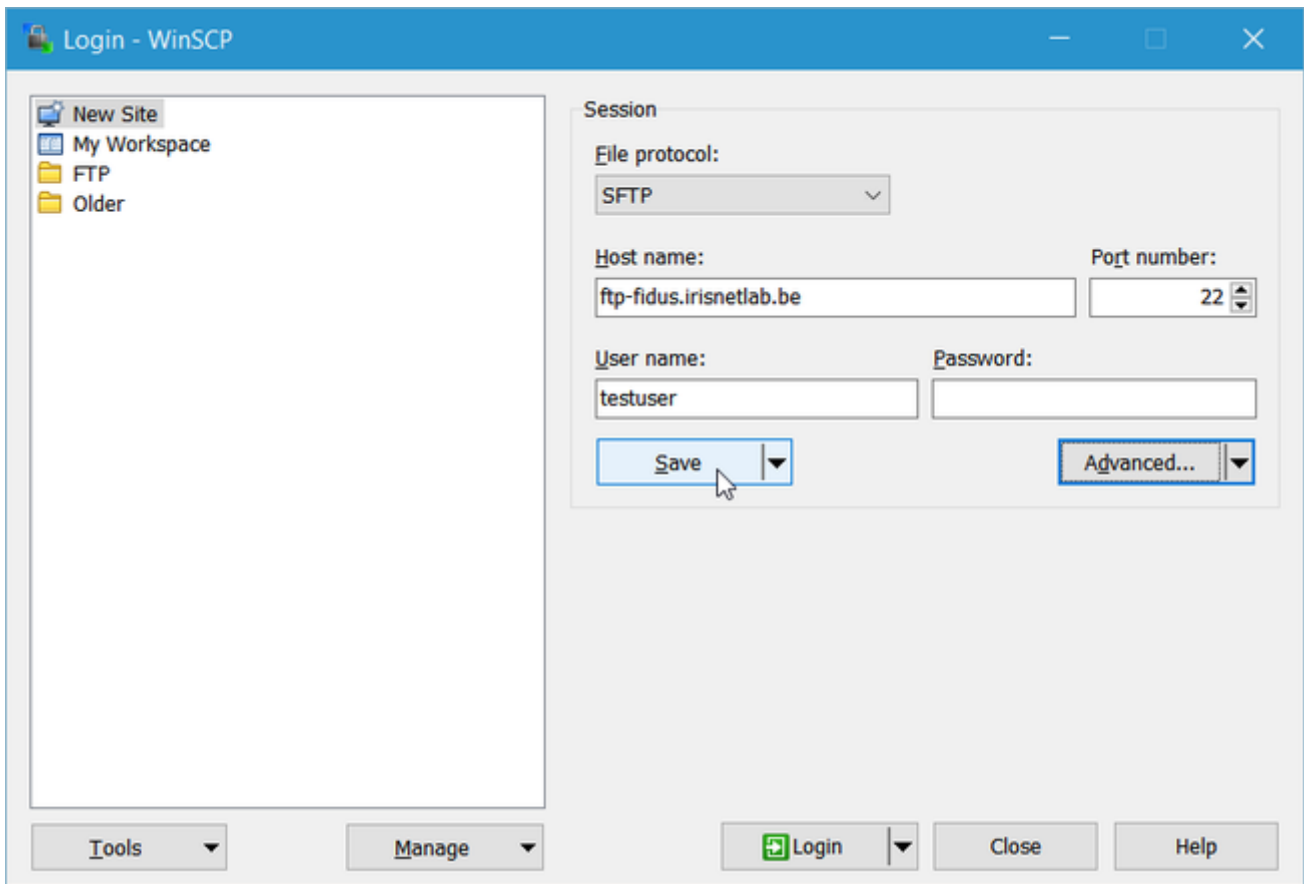 Login - WinSCP
New Site
My Workspace
FTP
Older
Session
File protocol:
SFTP
Host name:
Port number:
ftp-fidus.irisnetlab.be
22
User name:
Password:
testuser
Save
Advanced...
Tools
Manage
Login
Close
Help